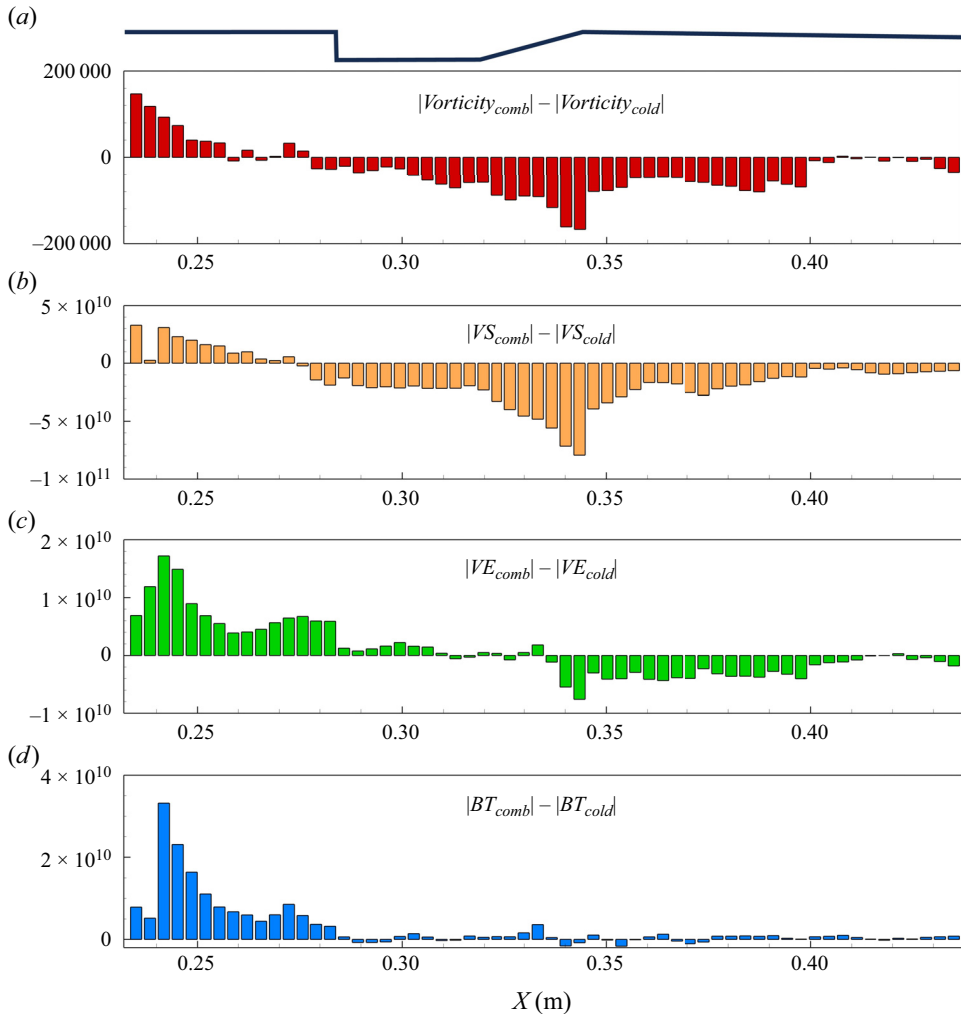 (a)
200 000
|Vorticity_comb| – |Vorticity_cold|
0
–200 000
0.25 0.30 0.35 0.40
(b)
5 × 10^10
|VS_comb| – |VS_cold|
0
–5 × 10^10
–1 × 10^11
0.25 0.30 0.35 0.40
(c)
2 × 10^10
|VE_comb| – |VE_cold|
1 × 10^10
0
–1 × 10^10
0.25 0.30 0.35 0.40
(d)
4 × 10^10
|BT_comb| – |BT_cold|
2 × 10^10
0
0.25 0.30 0.35 0.40
X (m)